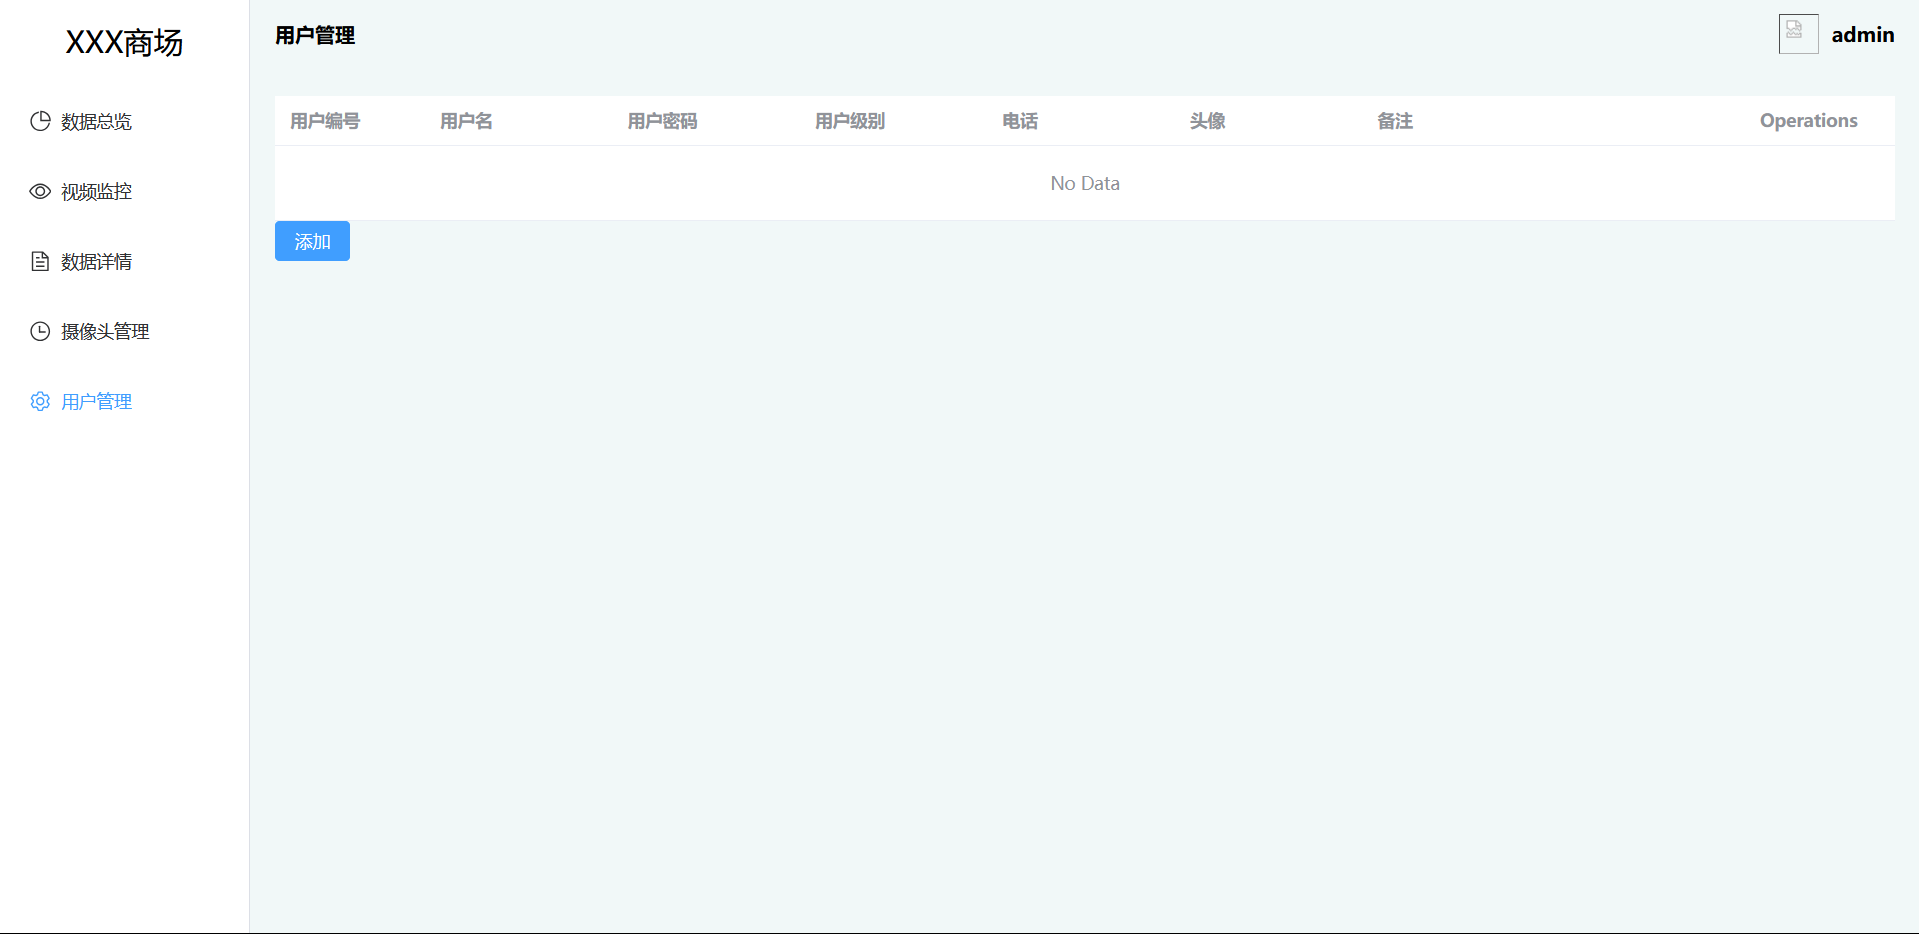 XXX商场
数据总览
视频监控
数据详情
摄像头管理
用户管理
用户管理
admin
用户编号 用户名 用户密码 用户级别 电话 头像 备注 Operations
No Data
添加